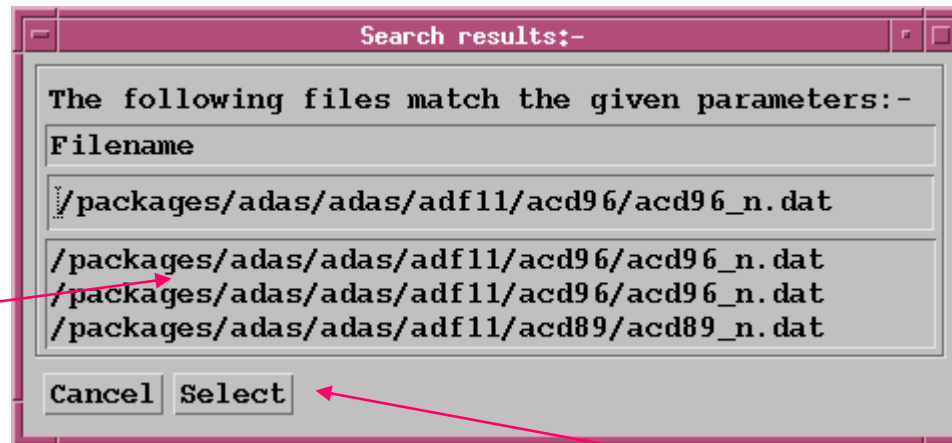 Search results:-
The following files match the given parameters:-
Filename
/packages/adas/adas/adf11/acd96/acd96_n.dat
/packages/adas/adas/adf11/acd96/acd96_n.dat
/packages/adas/adas/adf11/acd96/acd96_n.dat
/packages/adas/adas/adf11/acd89/acd89_n.dat
Cancel Select